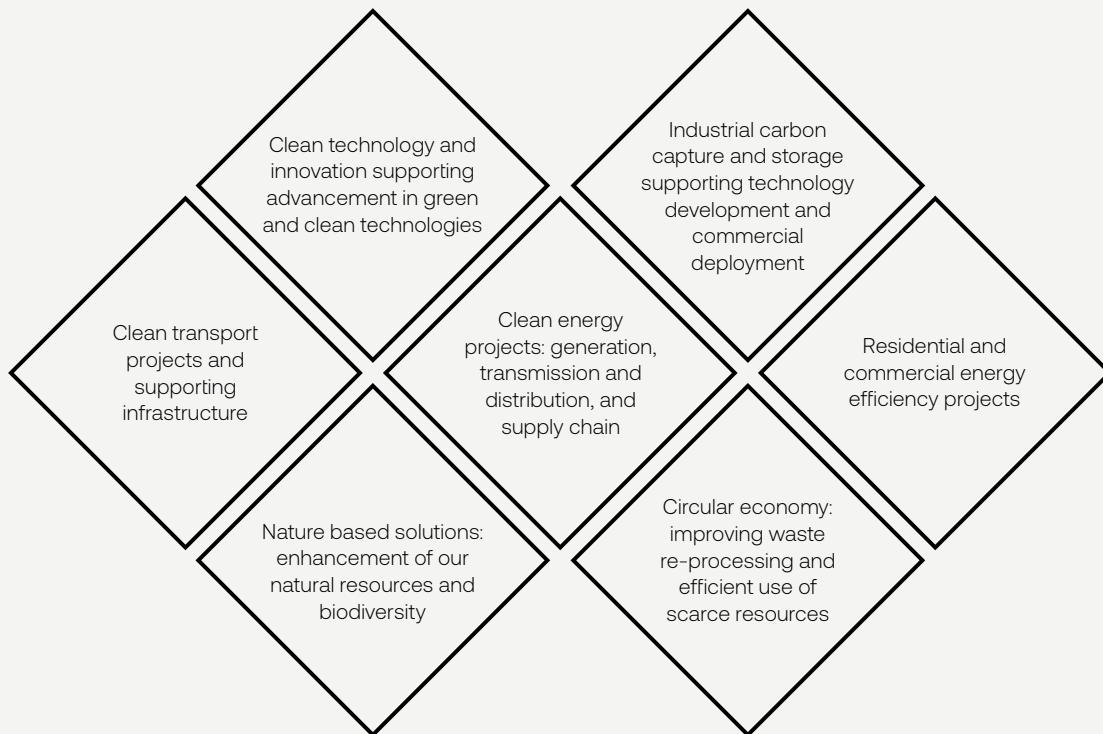 Clean technology and
innovation supporting
advancement in green
and clean technologies
Industrial carbon
capture and storage
supporting technology
development and
commercial
deployment
Clean transport
projects and
supporting
infrastructure
Clean energy
projects: generation,
transmission and
distribution, and
supply chain
Residential and
commercial energy
efficiency projects
Nature based solutions:
enhancement of our
natural resources and
biodiversity
Circular economy:
improving waste
re-processing and
efficient use of
scarce resources